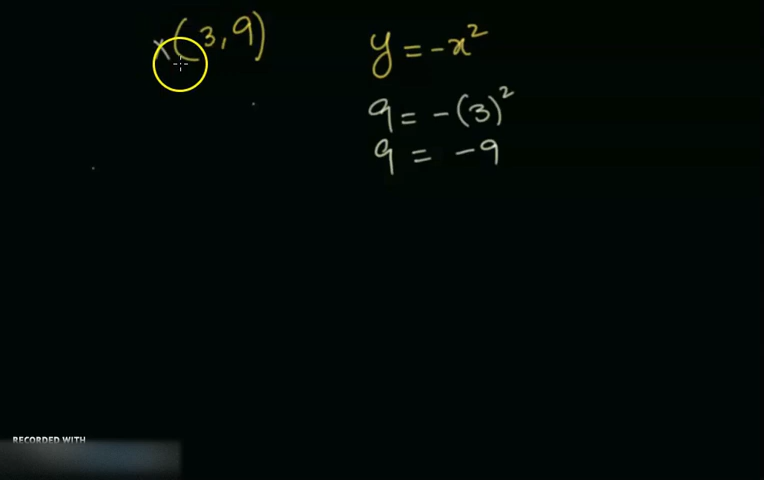 ×(3,9)
y = -x²
9 = -(3)²
9 = -9
RECORDED WITH